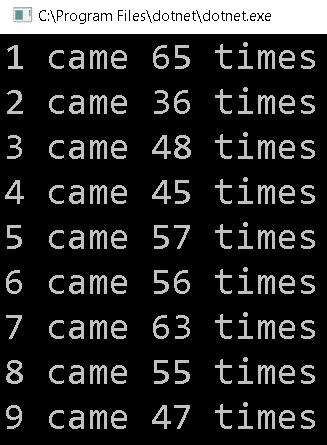 C:\Program Files\dotnet\dotnet.exe
1 came 65 times
2 came 36 times
3 came 48 times
4 came 45 times
5 came 57 times
6 came 56 times
7 came 63 times
8 came 55 times
9 came 47 times